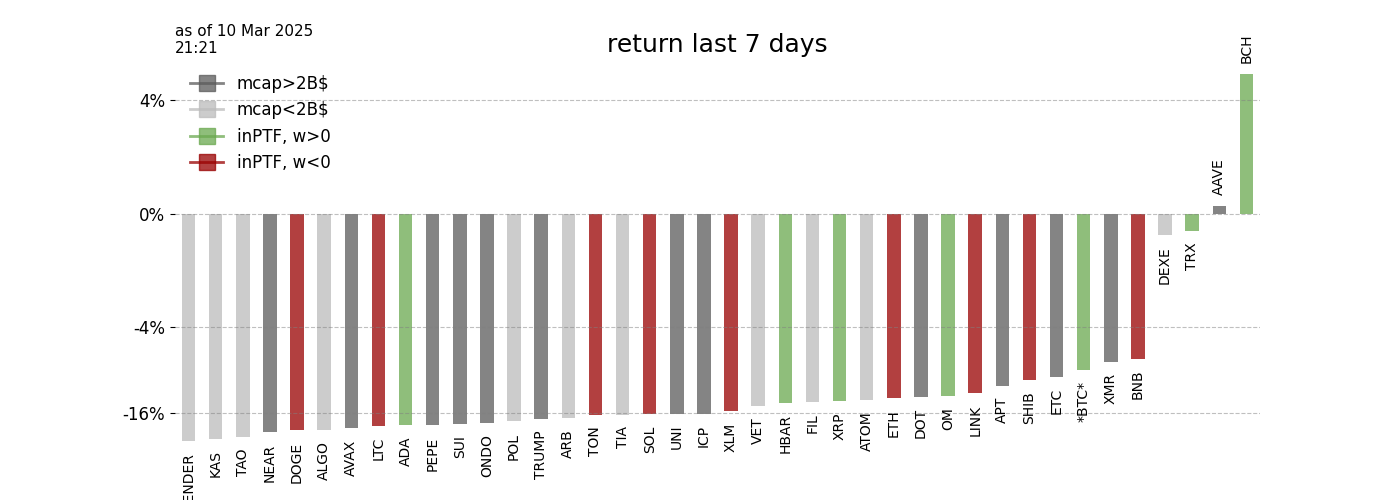 as of 10 Mar 2025
21:21
return last 7 days
mcap>2B$
mcap<2B$
inPTF, w>0
inPTF, w<0
4%
0%
-4%
-16%
ENDER
KAS
TAO
NEAR
DOGE
ALGO
AVAX
LTC
ADA
PEPE
SUI
ONDO
POL
TRUMP
ARB
TON
TIA
SOL
UNI
ICP
XLM
VET
HBAR
FIL
XRP
ATOM
ETH
DOT
OM
LINK
APT
SHIB
ETC
*BTC*
XMR
BNB
DEXE
TRX
AAVE
BCH